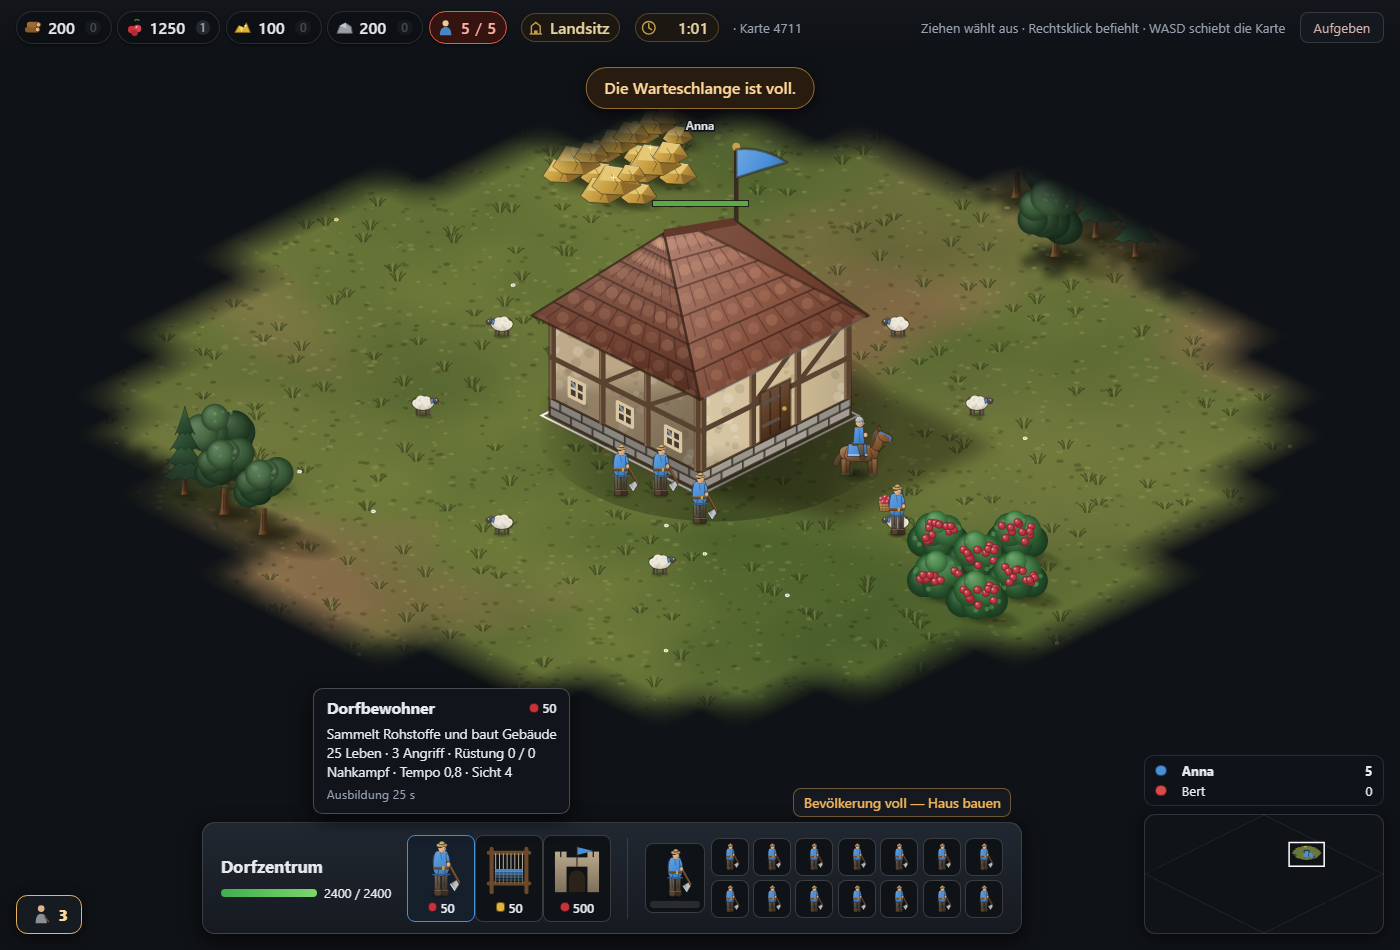 200 0 1250 1 100 0 200 0 5 / 5 Landsitz 1:01 · Karte 4711 Ziehen wählt aus · Rechtsklick befiehlt · WASD schiebt die Karte Aufgeben
Die Warteschlange ist voll.
Anna
Dorfbewohner 50
Sammelt Rohstoffe und baut Gebäude
25 Leben · 3 Angriff · Rüstung 0 / 0
Nahkampf · Tempo 0,8 · Sicht 4
Ausbildung 25 s
Bevölkerung voll — Haus bauen
Anna 5
Bert 0
Dorfzentrum
2400 / 2400
50 50 500
3